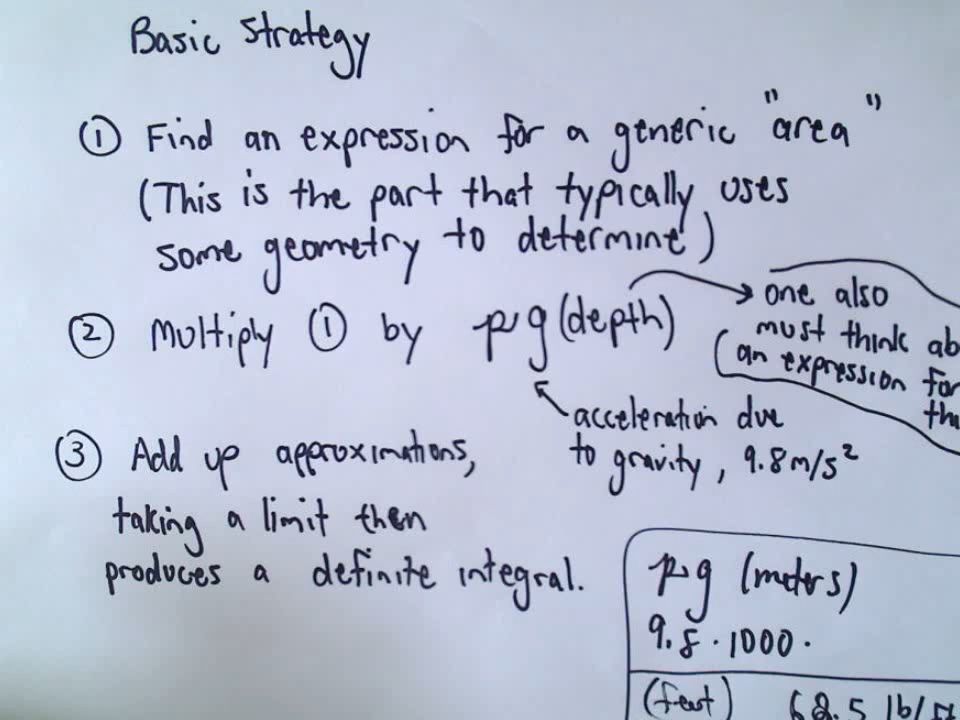 Basic Strategy
① Find an expression for a generic "area"
(This is the part that typically uses
some geometry to determine)
② Multiply ① by ρg(depth)
one also
must think ab
an expression for
acceleration due
to gravity, 9.8 m/s²
③ Add up approximations,
taking a limit then
produces a definite integral.
ρg (meters)
9.8 · 1000 ·
(feet) 62.5 lb/